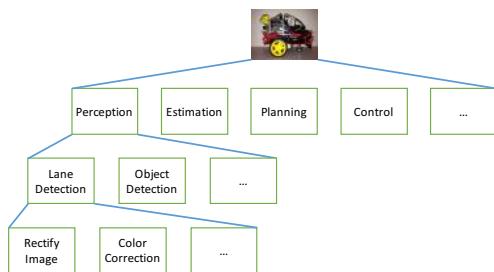 Perception
Estimation
Planning
Control
...
Lane
Detection
Object
Detection
...
Rectify
Image
Color
Correction
...